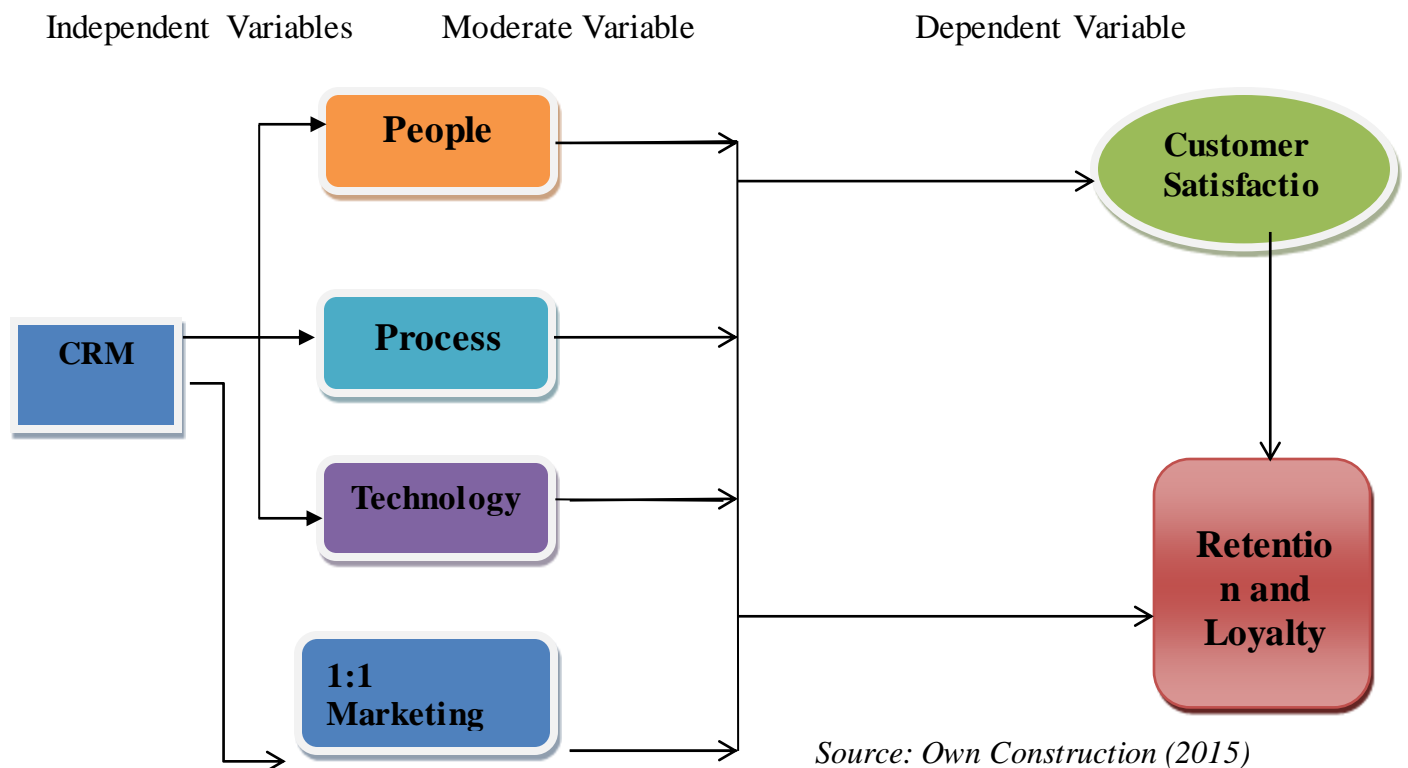 Independent Variables
Moderate Variable
Dependent Variable
People
Customer
Satisfactio
CRM
Process
Technology
Retentio
n and
Loyalty
1:1
Marketing
Source: Own Construction (2015)